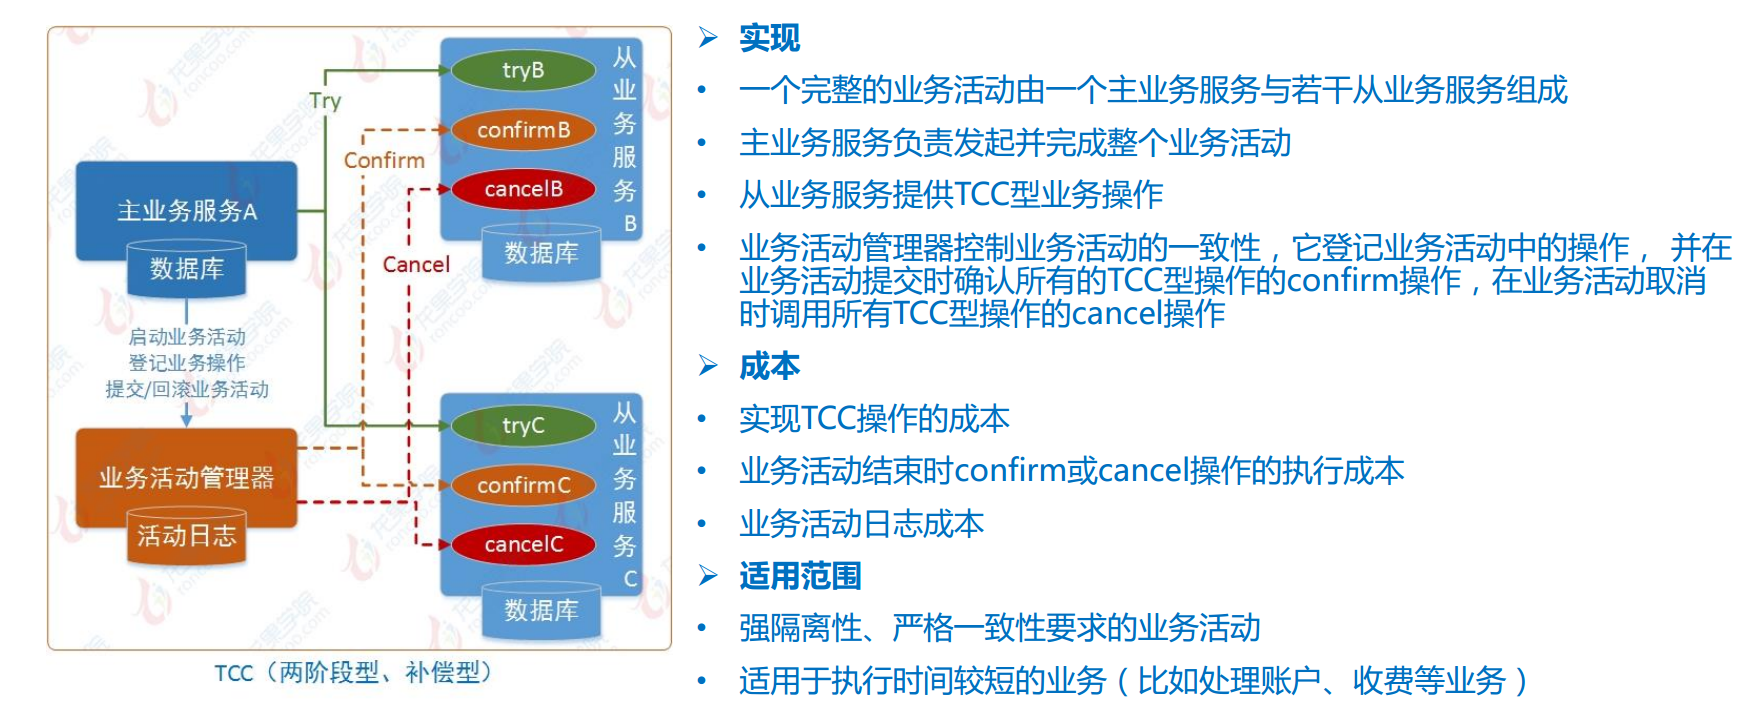 tryB
confirmB
cancelB
从业务服务B
数据库
Try
Confirm
Cancel
主业务服务A
数据库
启动业务活动
登记业务操作
提交/回滚业务活动
业务活动管理器
活动日志
tryC
confirmC
cancelC
从业务服务C
数据库
TCC（两阶段型、补偿型）
➢ 实现
• 一个完整的业务活动由一个主业务服务与若干从业务服务组成
• 主业务服务负责发起并完成整个业务活动
• 从业务服务提供TCC型业务操作
• 业务活动管理器控制业务活动的一致性，它登记业务活动中的操作， 并在
业务活动提交时确认所有的TCC型操作的confirm操作，在业务活动取消
时调用所有TCC型操作的cancel操作
➢ 成本
• 实现TCC操作的成本
• 业务活动结束时confirm或cancel操作的执行成本
• 业务活动日志成本
➢ 适用范围
• 强隔离性、严格一致性要求的业务活动
• 适用于执行时间较短的业务（比如处理账户、收费等业务）
龙果学院
roncoo.com